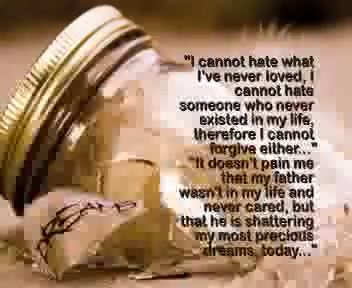 "I cannot hate what
I've never loved, I
cannot hate
someone who never
existed in my life,
therefore I cannot
forgive either..."
"It doesn't pain me
that my father
wasn't in my life and
never cared, but
that he is shattering
my most precious
dreams, today..."